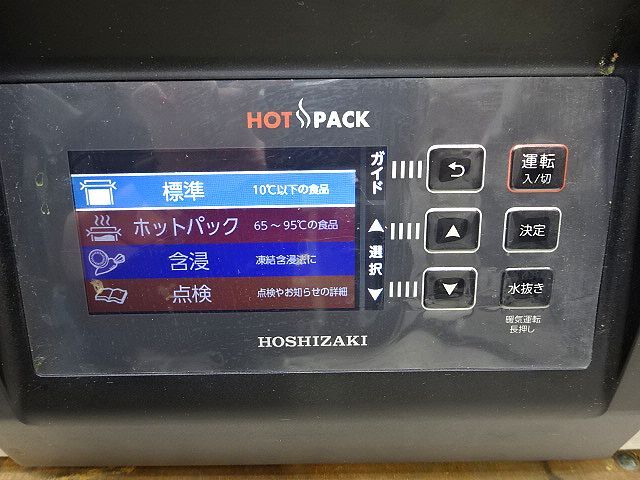 HOT PACK
ガイド
標準 10℃以下の食品
ホットパック 65～95℃の食品
含浸 凍結含浸法に
点検 点検やお知らせの詳細
▲
選択
▼
運転
入/切
▲
決定
▼
水抜き
暖気運転
長押し
HOSHIZAKI